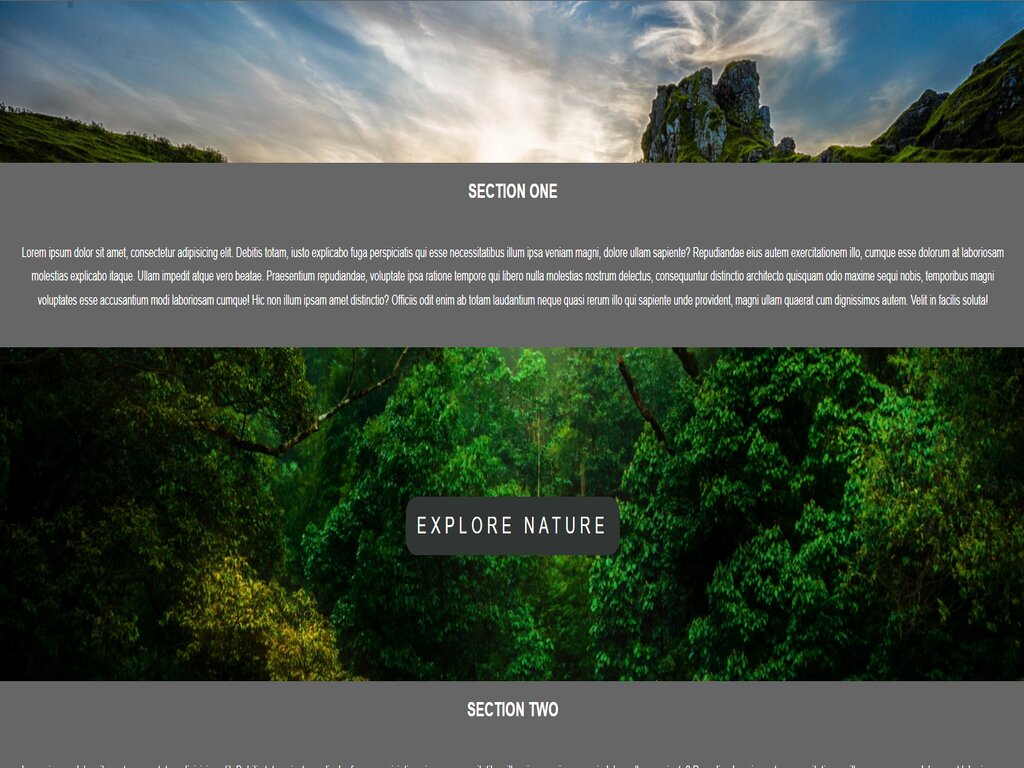 SECTION ONE
Lorem ipsum dolor sit amet, consectetur adipisicing elit. Debitis totam, iusto explicabo fuga perspiciatis qui esse necessitatibus illum ipsa veniam magni, dolore ullam sapiente? Repudiandae eius autem exercitationem illo, cumque esse dolorum at laboriosam
molestias explicabo itaque. Ullam impedit atque vero beatae. Praesentium repudiandae, voluptate ipsa ratione tempore qui libero nulla molestias nostrum delectus, consequuntur distinctio architecto quisquam odio maxime sequi nobis, temporibus magni
voluptates esse accusantium modi laboriosam cumque! Hic non illum ipsam amet distinctio? Officiis odit enim ab totam laudantium neque quasi rerum illo qui sapiente unde provident, magni ullam quaerat cum dignissimos autem. Velit in facilis soluta!
EXPLORE NATURE
SECTION TWO